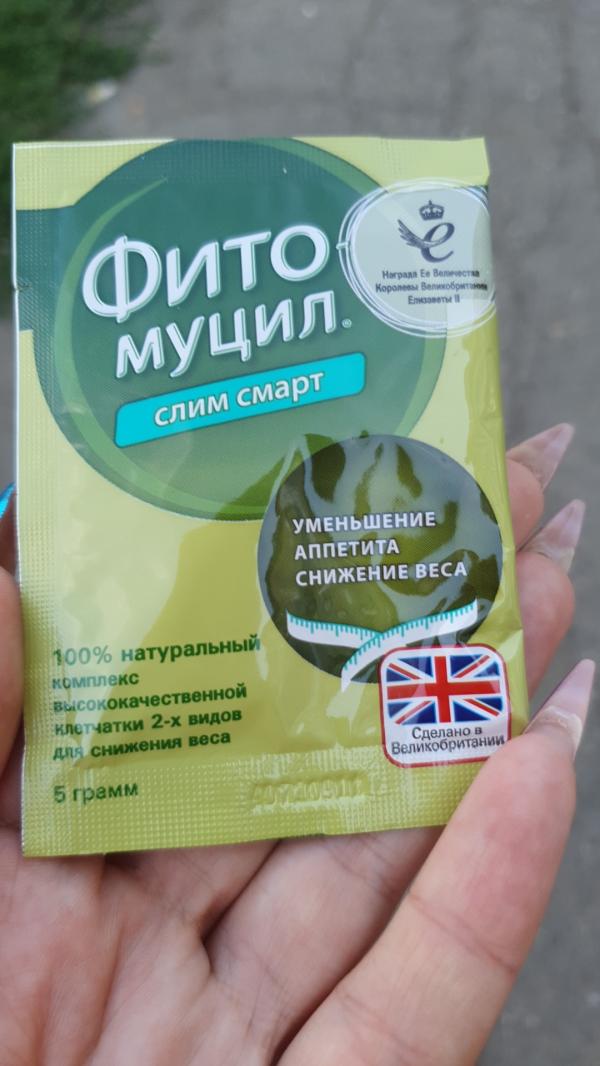 Фито
муцил®
слим смарт
Награда Ее Величества
Королевы Великобритании
Елизаветы II
УМЕНЬШЕНИЕ
АППЕТИТА
СНИЖЕНИЕ ВЕСА
100% натуральный
комплекс
высококачественной
клетчатки 2-х видов
для снижения веса
5 грамм
Сделано в
Великобритании